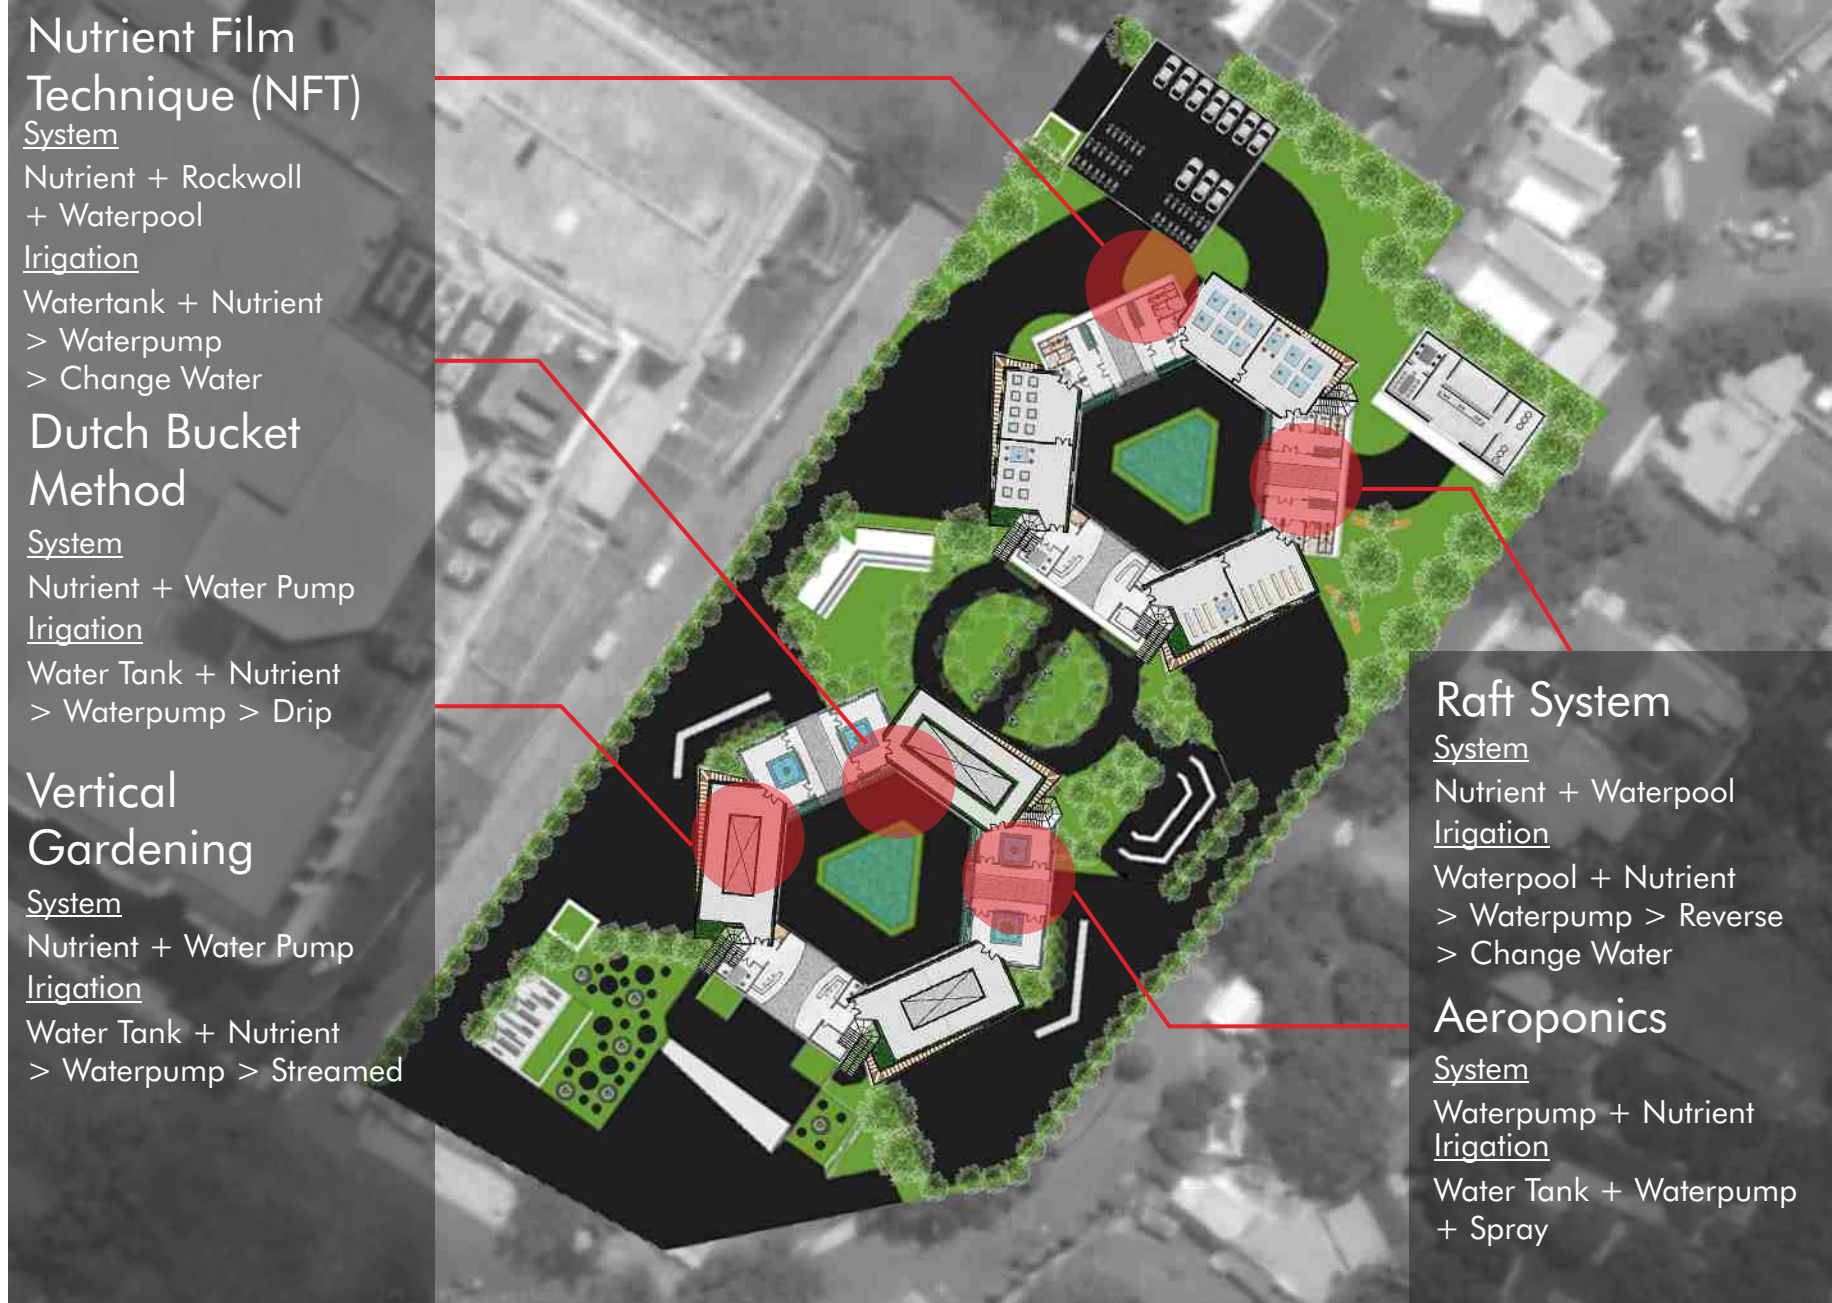 Nutrient Film
Technique (NFT)
System
Nutrient + Rockwoll
+ Waterpool
Irigation
Watertank + Nutrient
> Waterpump
> Change Water
Dutch Bucket
Method
System
Nutrient + Water Pump
Irigation
Water Tank + Nutrient
> Waterpump > Drip
Vertical
Gardening
System
Nutrient + Water Pump
Irigation
Water Tank + Nutrient
> Waterpump > Streamed
Raft System
System
Nutrient + Waterpool
Irigation
Waterpool + Nutrient
> Waterpump > Reverse
> Change Water
Aeroponics
System
Waterpump + Nutrient
Irigation
Water Tank + Waterpump
+ Spray